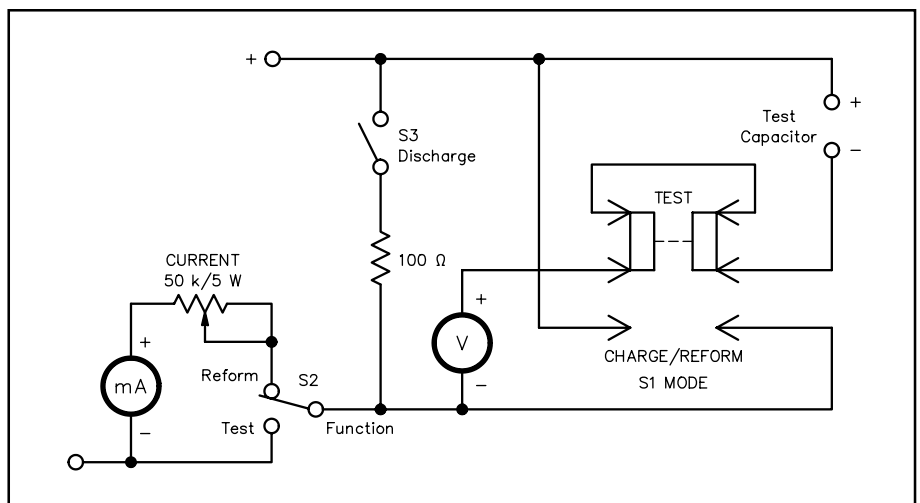 +
+
Test
Capacitor
−
S3
Discharge
TEST
100 Ω
CURRENT
50 k/5 W
+
V
−
CHARGE/REFORM
S1 MODE
+
mA
−
Reform
S2
Test
Function